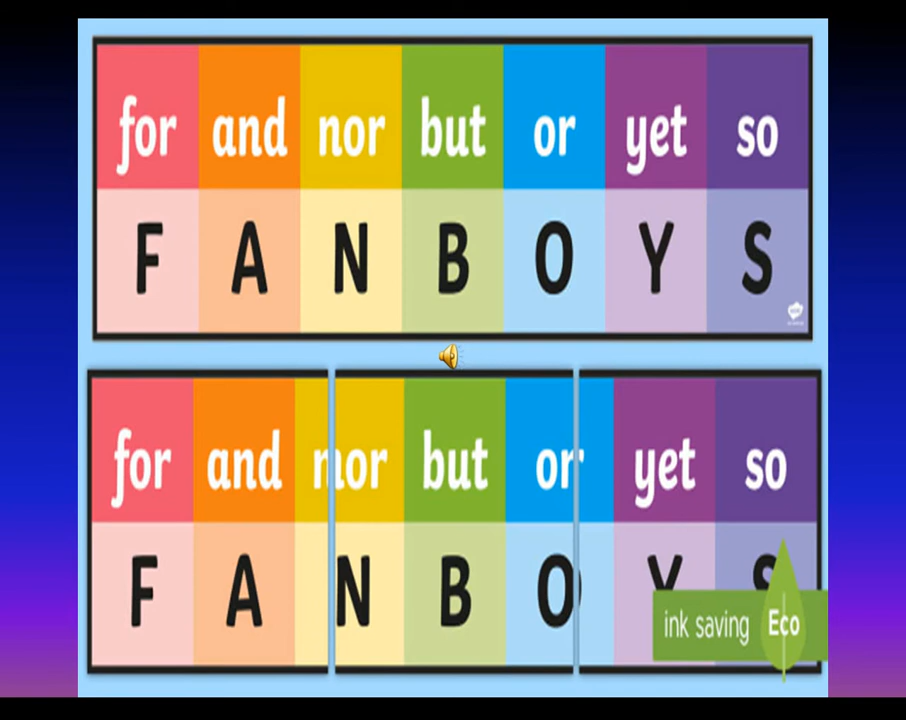 for and nor but or yet so
F A N B O Y S
for and nor but or yet so
F A N B O Y S
ink saving Eco